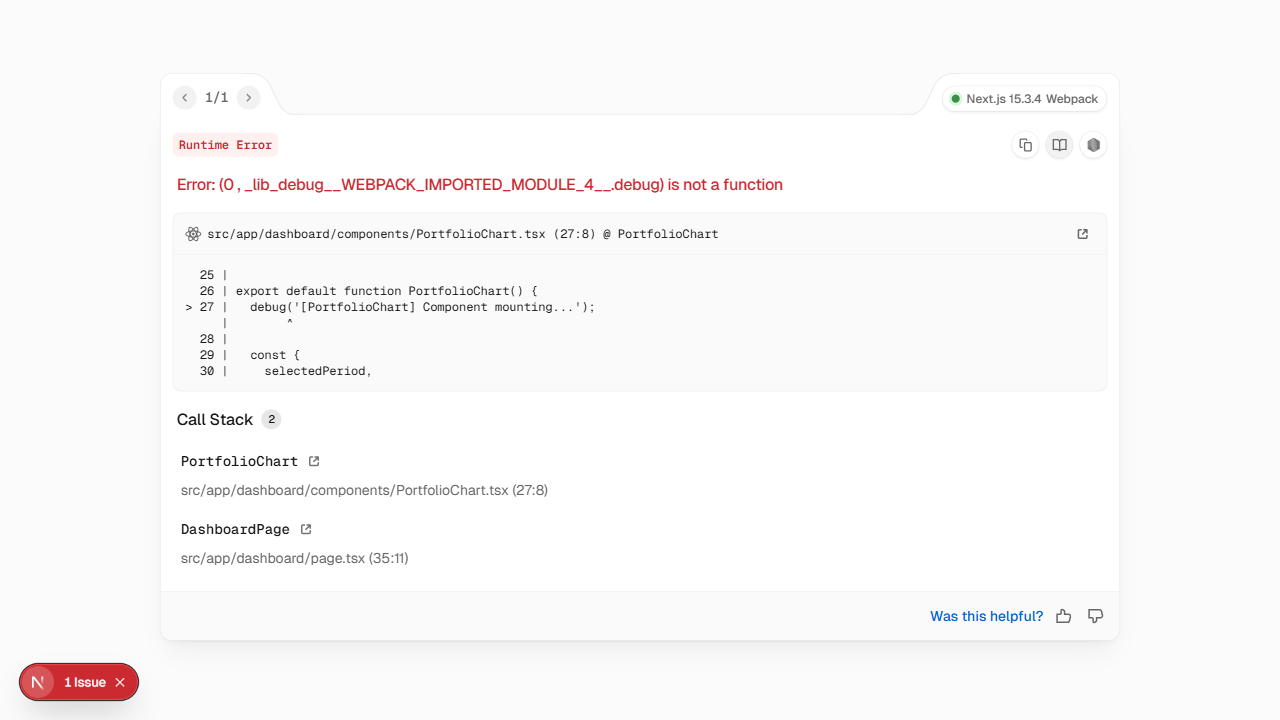 1/1
Next.js 15.3.4 Webpack
Runtime Error
Error: (0 , _lib_debug__WEBPACK_IMPORTED_MODULE_4__.debug) is not a function
src/app/dashboard/components/PortfolioChart.tsx (27:8) @ PortfolioChart
25 |
26 | export default function PortfolioChart() {
> 27 |   debug('[PortfolioChart] Component mounting...');
|        ^
28 |
29 |   const {
30 |     selectedPeriod,
Call Stack 2
PortfolioChart
src/app/dashboard/components/PortfolioChart.tsx (27:8)
DashboardPage
src/app/dashboard/page.tsx (35:11)
Was this helpful?
N 1 Issue